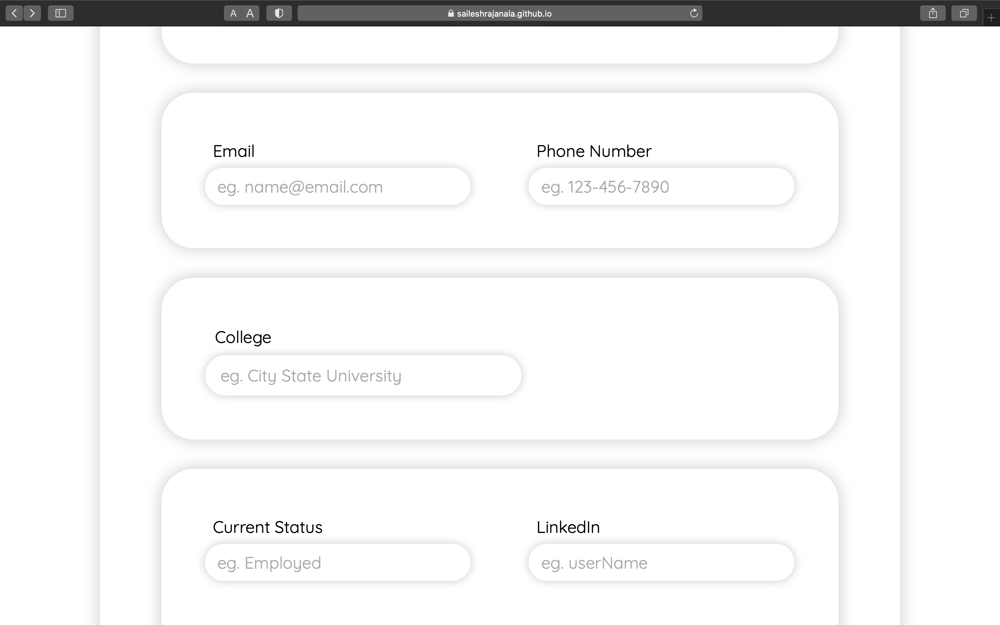 A A saileshrajanala.github.io
Email Phone Number
eg. name@email.com eg. 123-456-7890
College
eg. City State University
Current Status LinkedIn
eg. Employed eg. userName